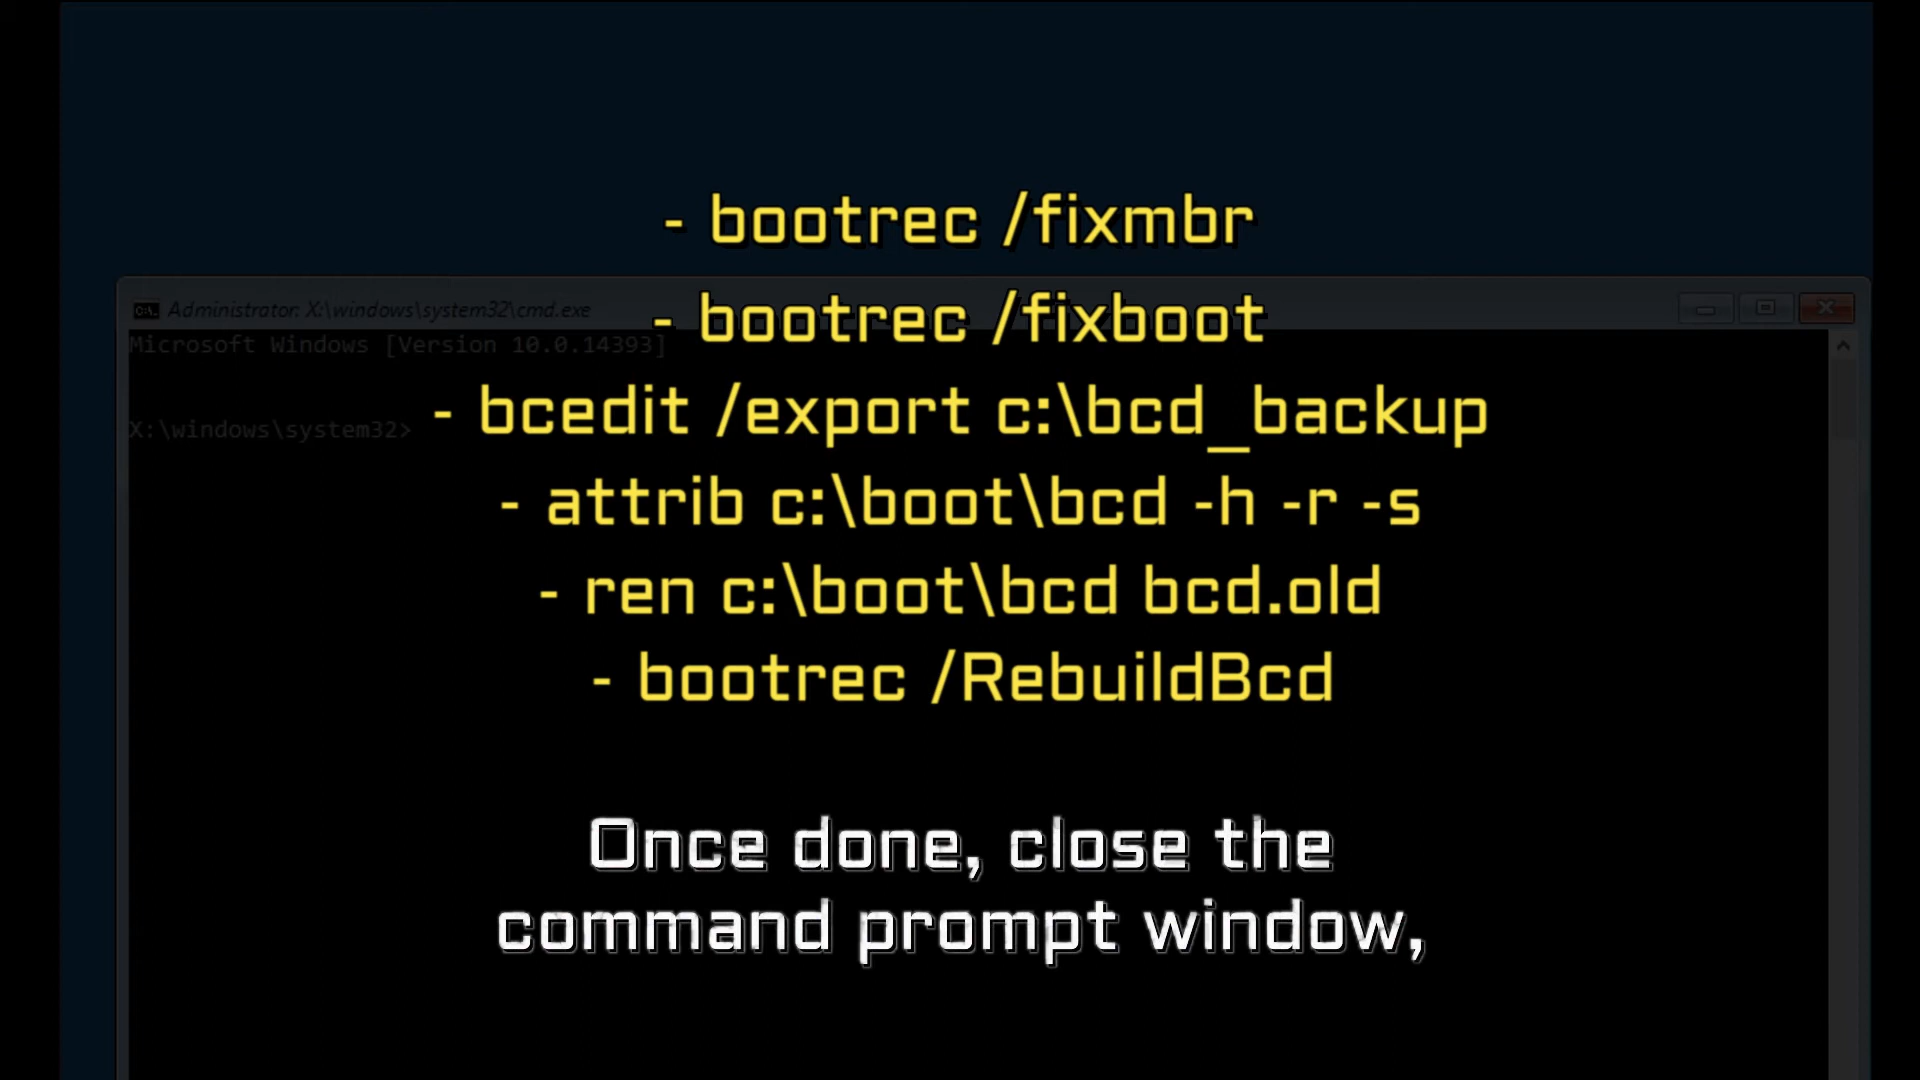 - bootrec /fixmbr
Administrator: X:\windows\system32\cmd.exe
- bootrec /fixboot
Microsoft Windows [Version 10.0.14393]
- bcedit /export c:\bcd_backup
X:\windows\system32>
- attrib c:\boot\bcd -h -r -s
- ren c:\boot\bcd bcd.old
- bootrec /RebuildBcd
Once done, close the
command prompt window,